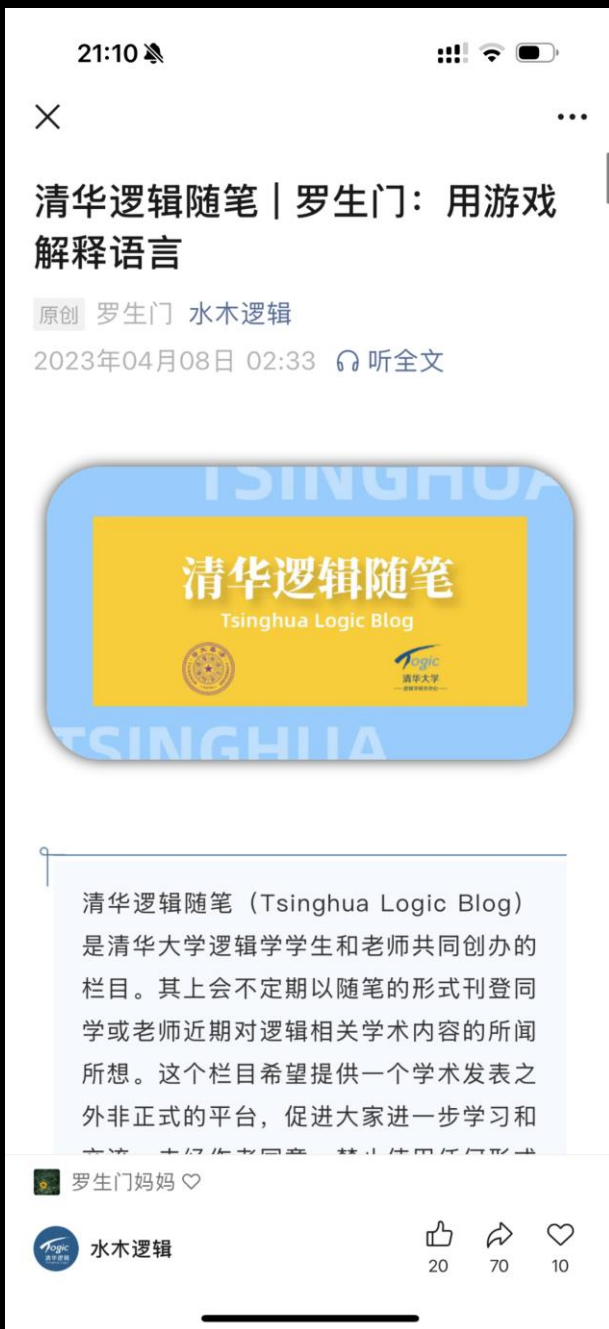 21:10
清华逻辑随笔 | 罗生门：用游戏
解释语言
原创 罗生门 水木逻辑
2023年04月08日 02:33 听全文
TSINGHUA
清华逻辑随笔
Tsinghua Logic Blog
Togic
清华大学
TSINGHUA
清华逻辑随笔（Tsinghua Logic Blog）
是清华大学逻辑学学生和老师共同创办的
栏目。其上会不定期以随笔的形式刊登同
学或老师近期对逻辑相关学术内容的所闻
所想。这个栏目希望提供一个学术发表之
外非正式的平台，促进大家进一步学习和
罗生门妈妈
水木逻辑
20 70 10